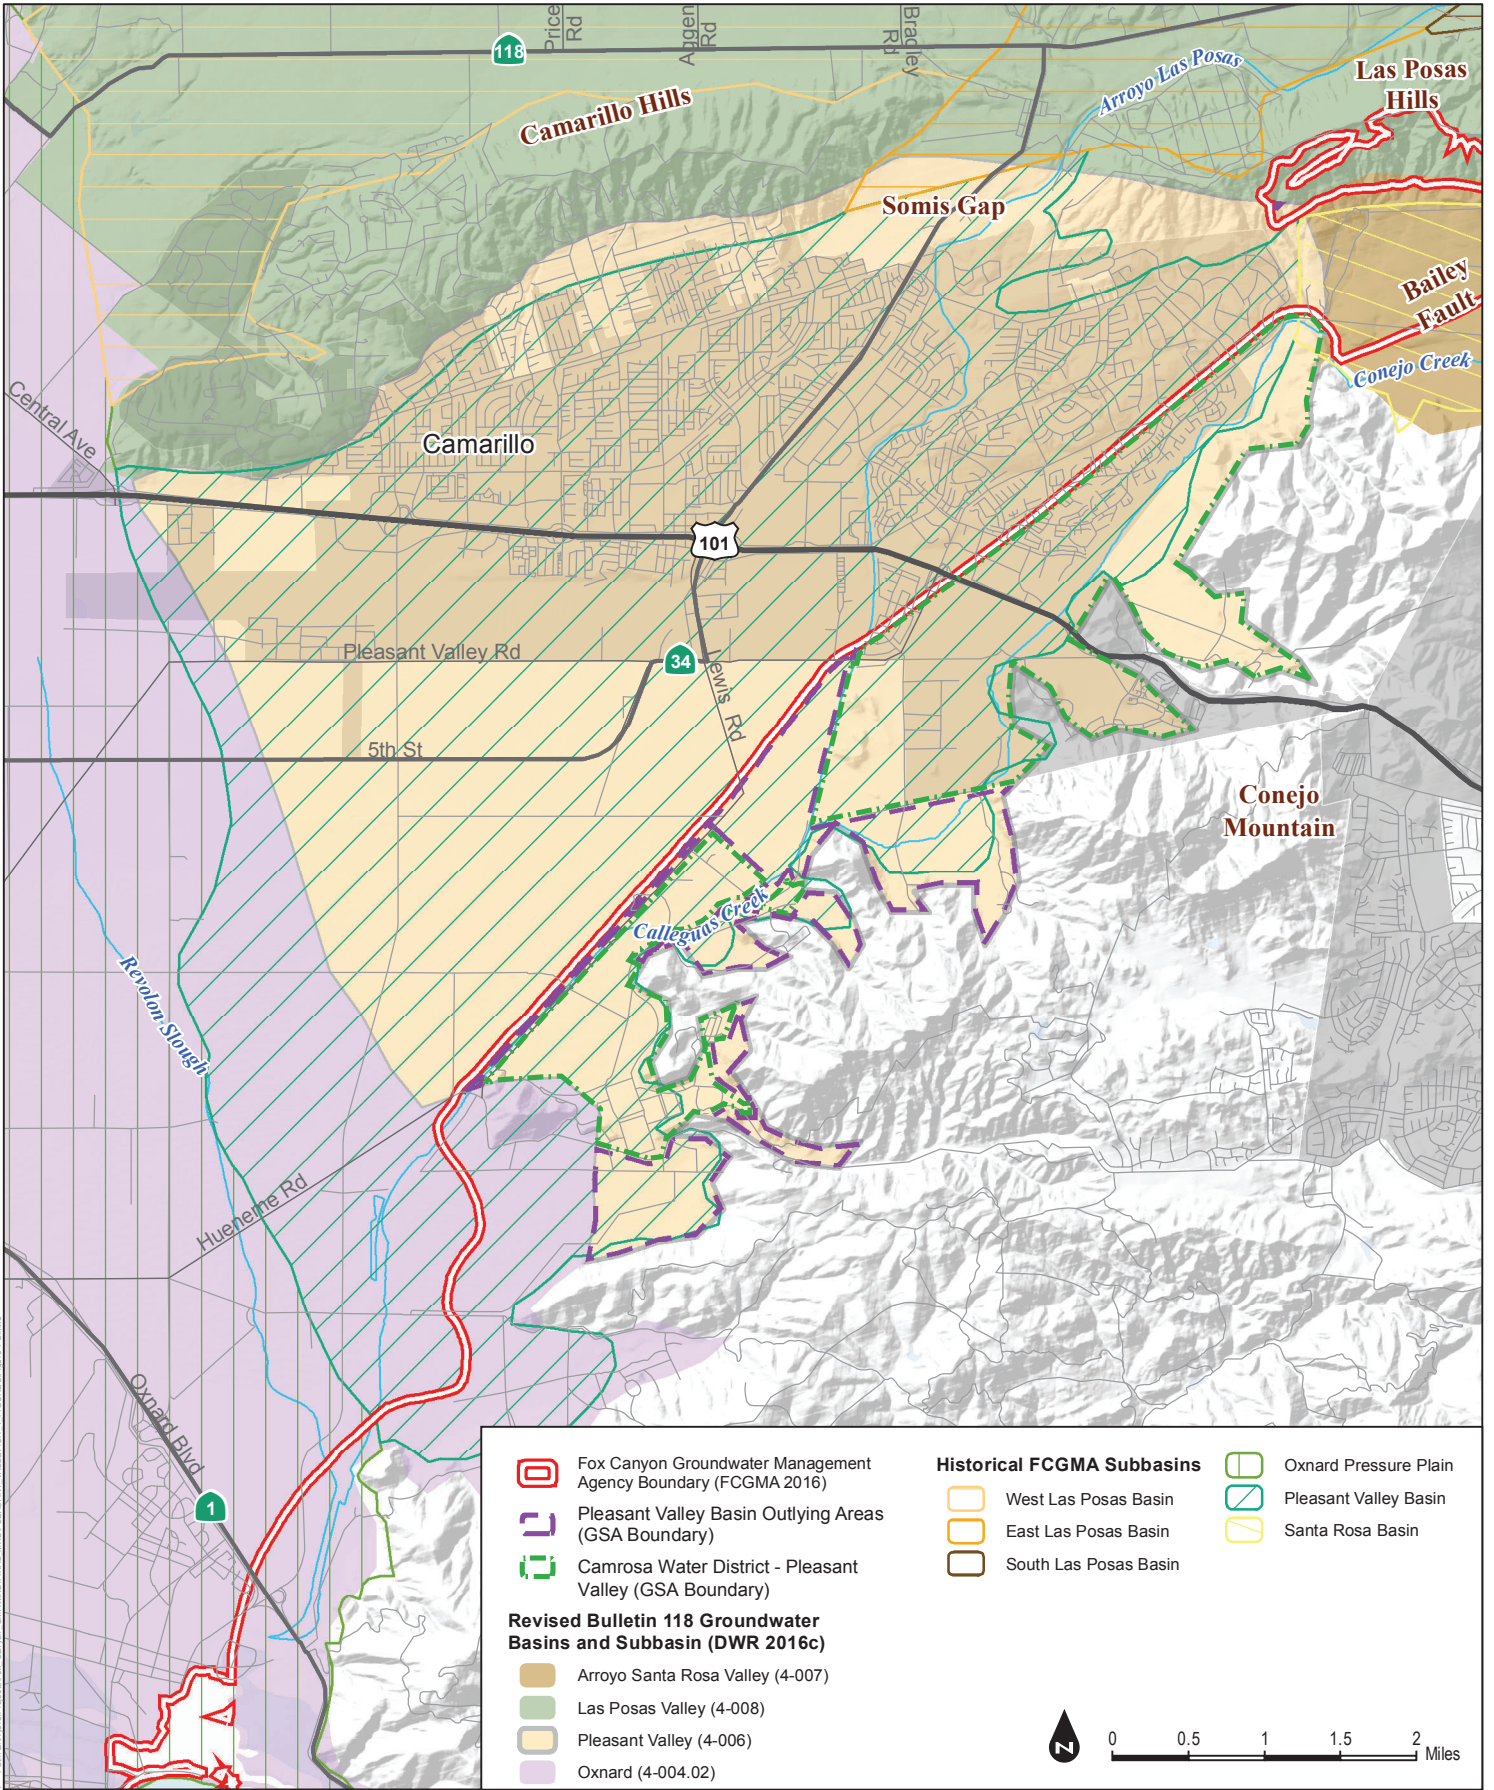 Price
Rd
Aggen
Rd
Bradley
Rd
118
Arroyo Las Posas
Las Posas
Hills
Camarillo Hills
Somis Gap
Bailey
Fault
Conejo Creek
Central Ave
Camarillo
101
Pleasant Valley Rd
34
Lewis Rd
5th St
Conejo
Mountain
Calleguas Creek
Revolon Slough
Hueneme Rd
Oxnard Blvd
1
Fox Canyon Groundwater Management
Agency Boundary (FCGMA 2016)
Pleasant Valley Basin Outlying Areas
(GSA Boundary)
Camrosa Water District - Pleasant
Valley (GSA Boundary)
Revised Bulletin 118 Groundwater
Basins and Subbasin (DWR 2016c)
Arroyo Santa Rosa Valley (4-007)
Las Posas Valley (4-008)
Pleasant Valley (4-006)
Oxnard (4-004.02)
Historical FCGMA Subbasins
West Las Posas Basin
East Las Posas Basin
South Las Posas Basin
Oxnard Pressure Plain
Pleasant Valley Basin
Santa Rosa Basin
N
0 0.5 1 1.5 2
Miles